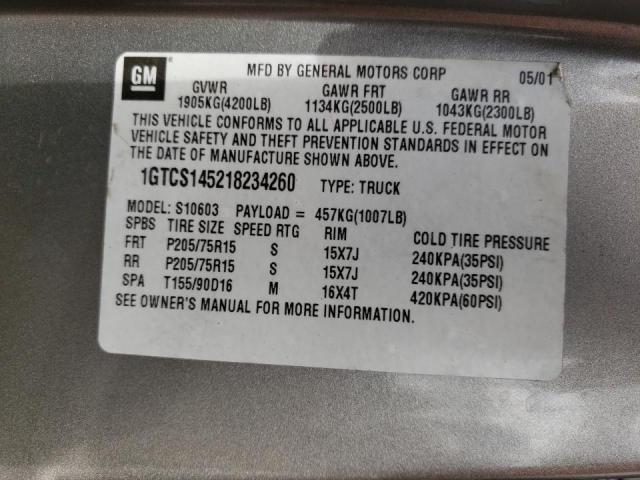 GM
MFD BY GENERAL MOTORS CORP 05/01
GVWR GAWR FRT GAWR RR
1905KG(4200LB) 1134KG(2500LB) 1043KG(2300LB)
THIS VEHICLE CONFORMS TO ALL APPLICABLE U.S. FEDERAL MOTOR
VEHICLE SAFETY AND THEFT PREVENTION STANDARDS IN EFFECT ON
THE DATE OF MANUFACTURE SHOWN ABOVE.
1GTCS145218234260 TYPE: TRUCK
MODEL: S10603 PAYLOAD = 457KG(1007LB)
SPBS TIRE SIZE SPEED RTG RIM COLD TIRE PRESSURE
FRT P205/75R15 S 15X7J 240KPA(35PSI)
RR P205/75R15 S 15X7J 240KPA(35PSI)
SPA T155/90D16 M 16X4T 420KPA(60PSI)
SEE OWNER'S MANUAL FOR MORE INFORMATION.